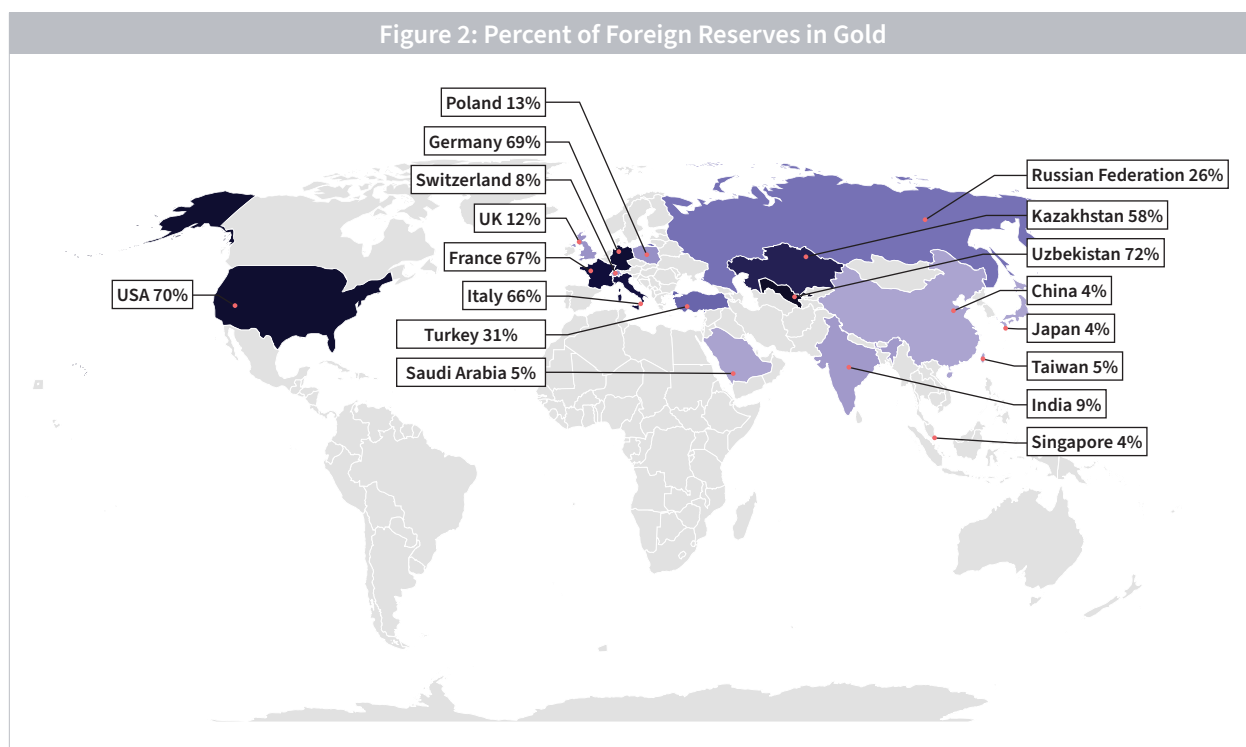 Figure 2: Percent of Foreign Reserves in Gold
Poland 13%
Germany 69%
Switzerland 8%
UK 12%
France 67%
USA 70%
Italy 66%
Turkey 31%
Saudi Arabia 5%
Russian Federation 26%
Kazakhstan 58%
Uzbekistan 72%
China 4%
Japan 4%
Taiwan 5%
India 9%
Singapore 4%